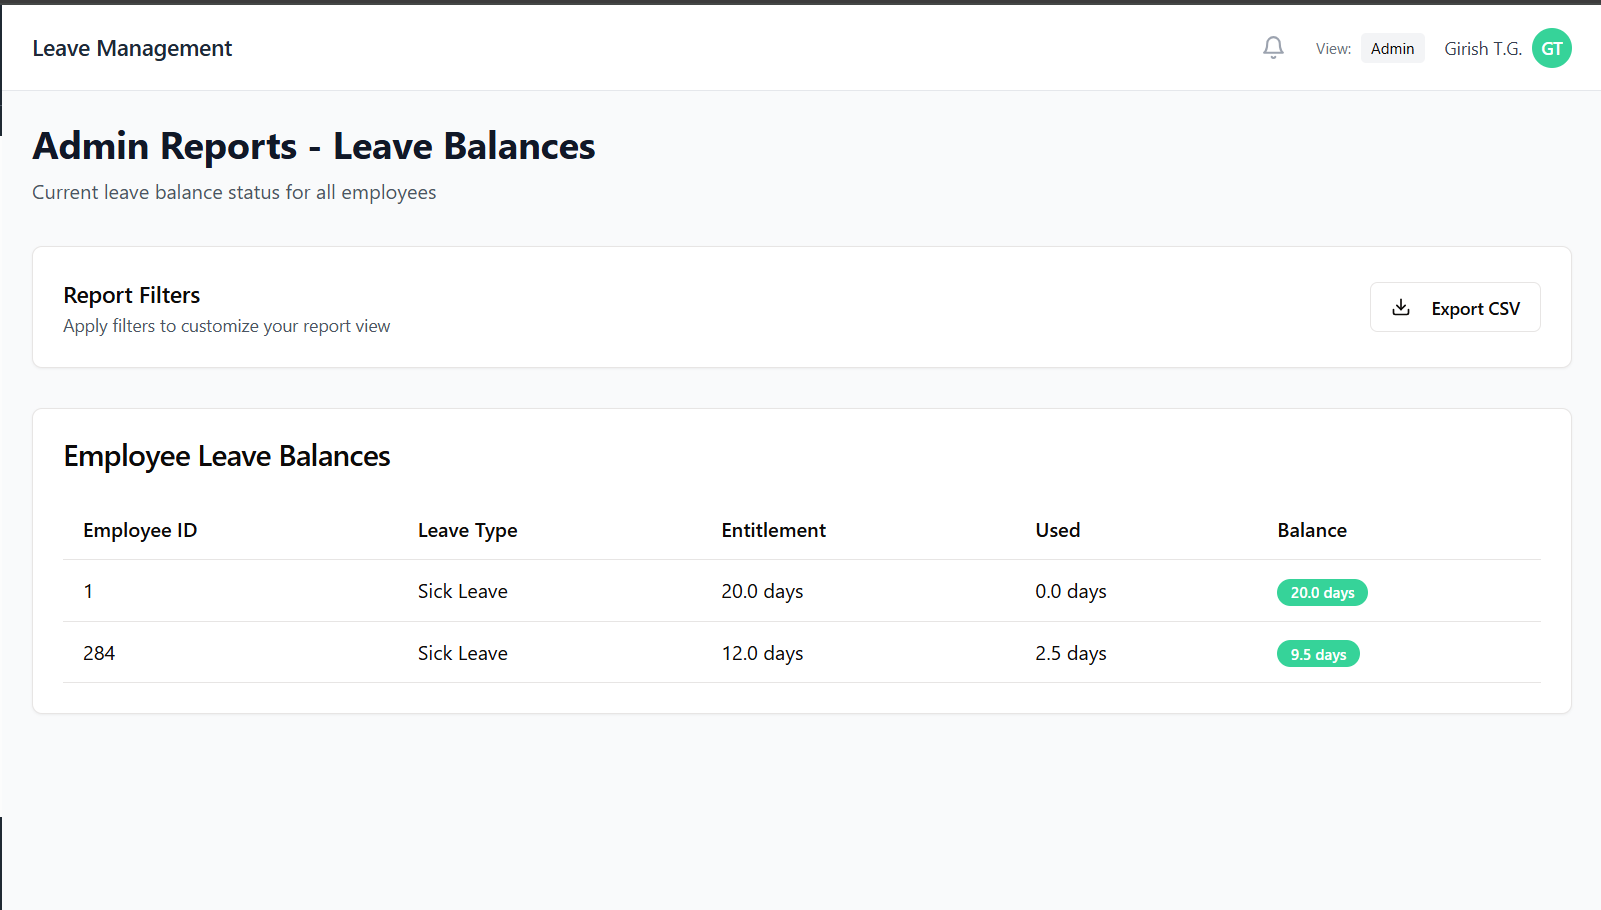 Leave Management
View: Admin Girish T.G. GT
Admin Reports - Leave Balances
Current leave balance status for all employees
Report Filters
Apply filters to customize your report view
Export CSV
Employee Leave Balances
Employee ID Leave Type Entitlement Used Balance
1 Sick Leave 20.0 days 0.0 days 20.0 days
284 Sick Leave 12.0 days 2.5 days 9.5 days